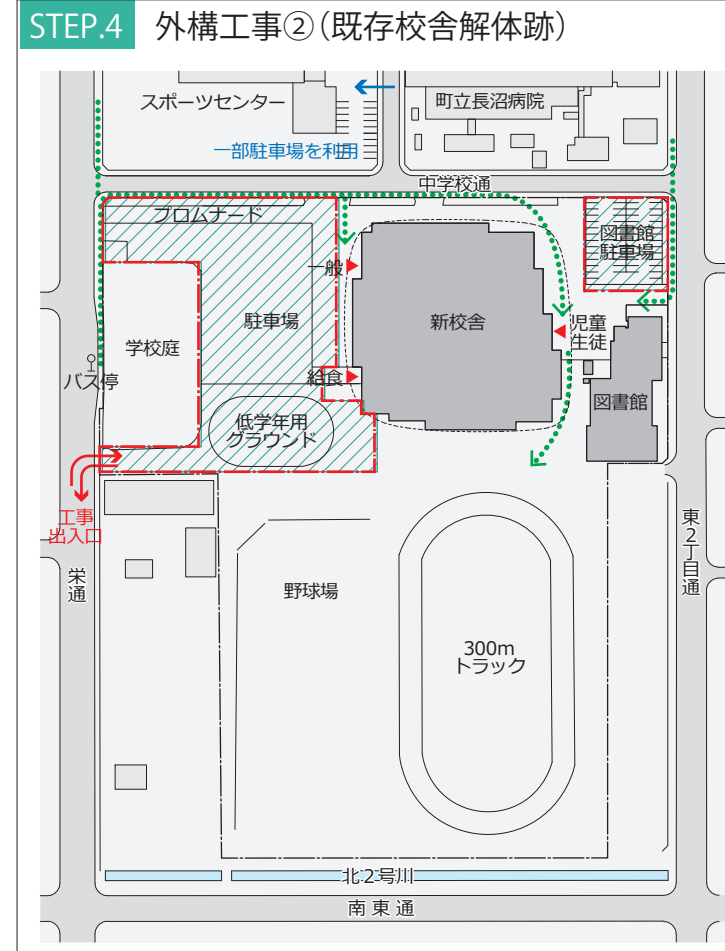 STEP.4 外構工事②(既存校舎解体跡)
スポーツセンター
町立長沼病院
一部駐車場を利用
中学校通
プロムナード
図書館
駐車場
一般
駐車場
新校舎
児童
生徒
学校庭
バス停
給食
図書館
低学年用
グラウンド
工事
出入口
栄通
東2丁目通
野球場
300m
トラック
北2号川
南東通